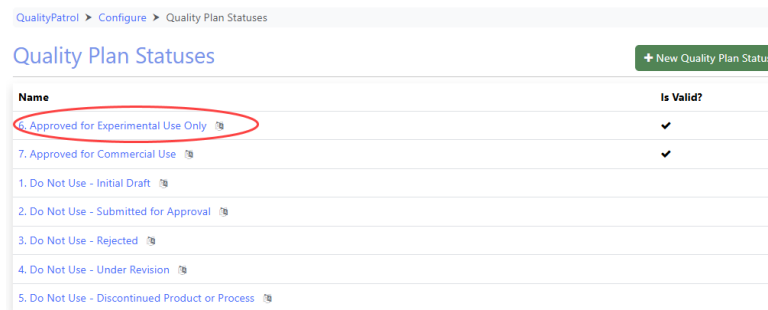 QualityPatrol > Configure > Quality Plan Statuses
Quality Plan Statuses
+ New Quality Plan Status
Name Is Valid?
6. Approved for Experimental Use Only
7. Approved for Commercial Use
1. Do Not Use - Initial Draft
2. Do Not Use - Submitted for Approval
3. Do Not Use - Rejected
4. Do Not Use - Under Revision
5. Do Not Use - Discontinued Product or Process